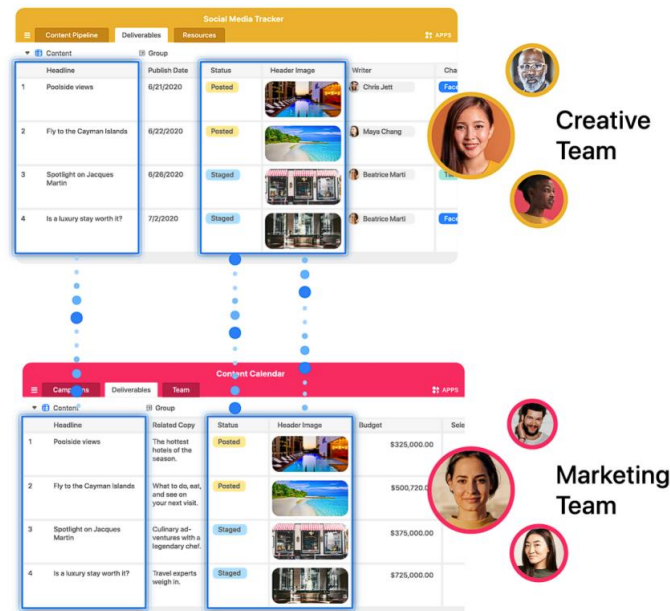 Social Media Tracker
Content Pipeline Deliverables Resources APPS
Content Group
Headline Publish Date Status Header Image Writer
1 Poolside views 6/21/2020 Posted Chris Jett
2 Fly to the Cayman Islands 6/22/2020 Posted Maya Chang
3 Spotlight on Jacques
Martin 6/26/2020 Staged Beatrice Marti
4 Is a luxury stay worth it? 7/2/2020 Staged Beatrice Marti
Creative
Team
Content Calendar
Deliverables Team APPS
Content Group
Headline Related Copy Status Header Image Budget
1 Poolside views The hottest
hotels of the
season. Posted $325,000.00
2 Fly to the Cayman Islands What to do, eat,
and see on
your next visit. Posted $500,720.00
3 Spotlight on Jacques
Martin Culinary ad-
ventures with a
legendary chef. Staged $375,000.00
4 Is a luxury stay worth it? Travel experts
weigh in. Staged $725,000.00
Marketing
Team